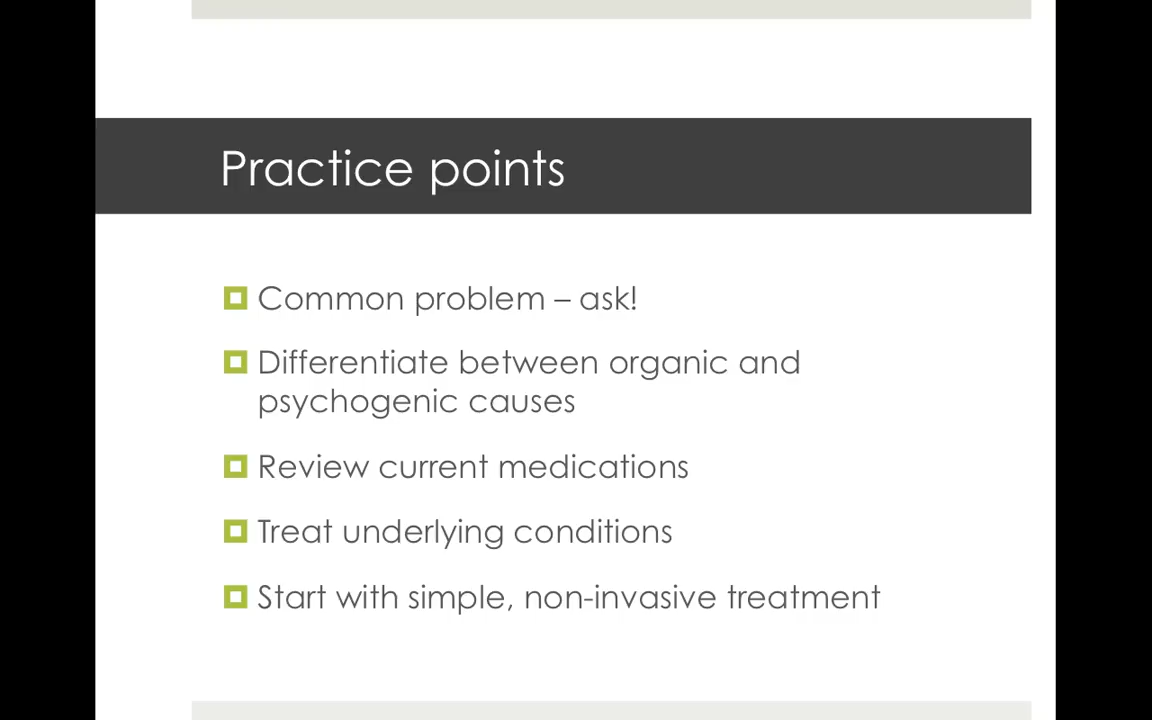 Practice points
Common problem – ask!
Differentiate between organic and
psychogenic causes
Review current medications
Treat underlying conditions
Start with simple, non-invasive treatment